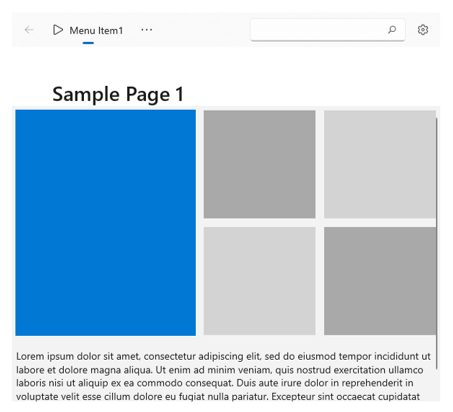 Menu Item1
Sample Page 1
Lorem ipsum dolor sit amet, consectetur adipiscing elit, sed do eiusmod tempor incididunt ut
labore et dolore magna aliqua. Ut enim ad minim veniam, quis nostrud exercitation ullamco
laboris nisi ut aliquip ex ea commodo consequat. Duis aute irure dolor in reprehenderit in
voluptate velit esse cillum dolore eu fugiat nulla pariatur. Excepteur sint occaecat cupidatat